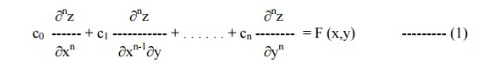 ∂ⁿz ∂ⁿz ∂ⁿz
c₀ ------ + c₁ ----------- + . . . . . . + cₙ -------- = F (x,y) --------- (1)
∂xⁿ ∂xⁿ⁻¹∂y ∂yⁿ